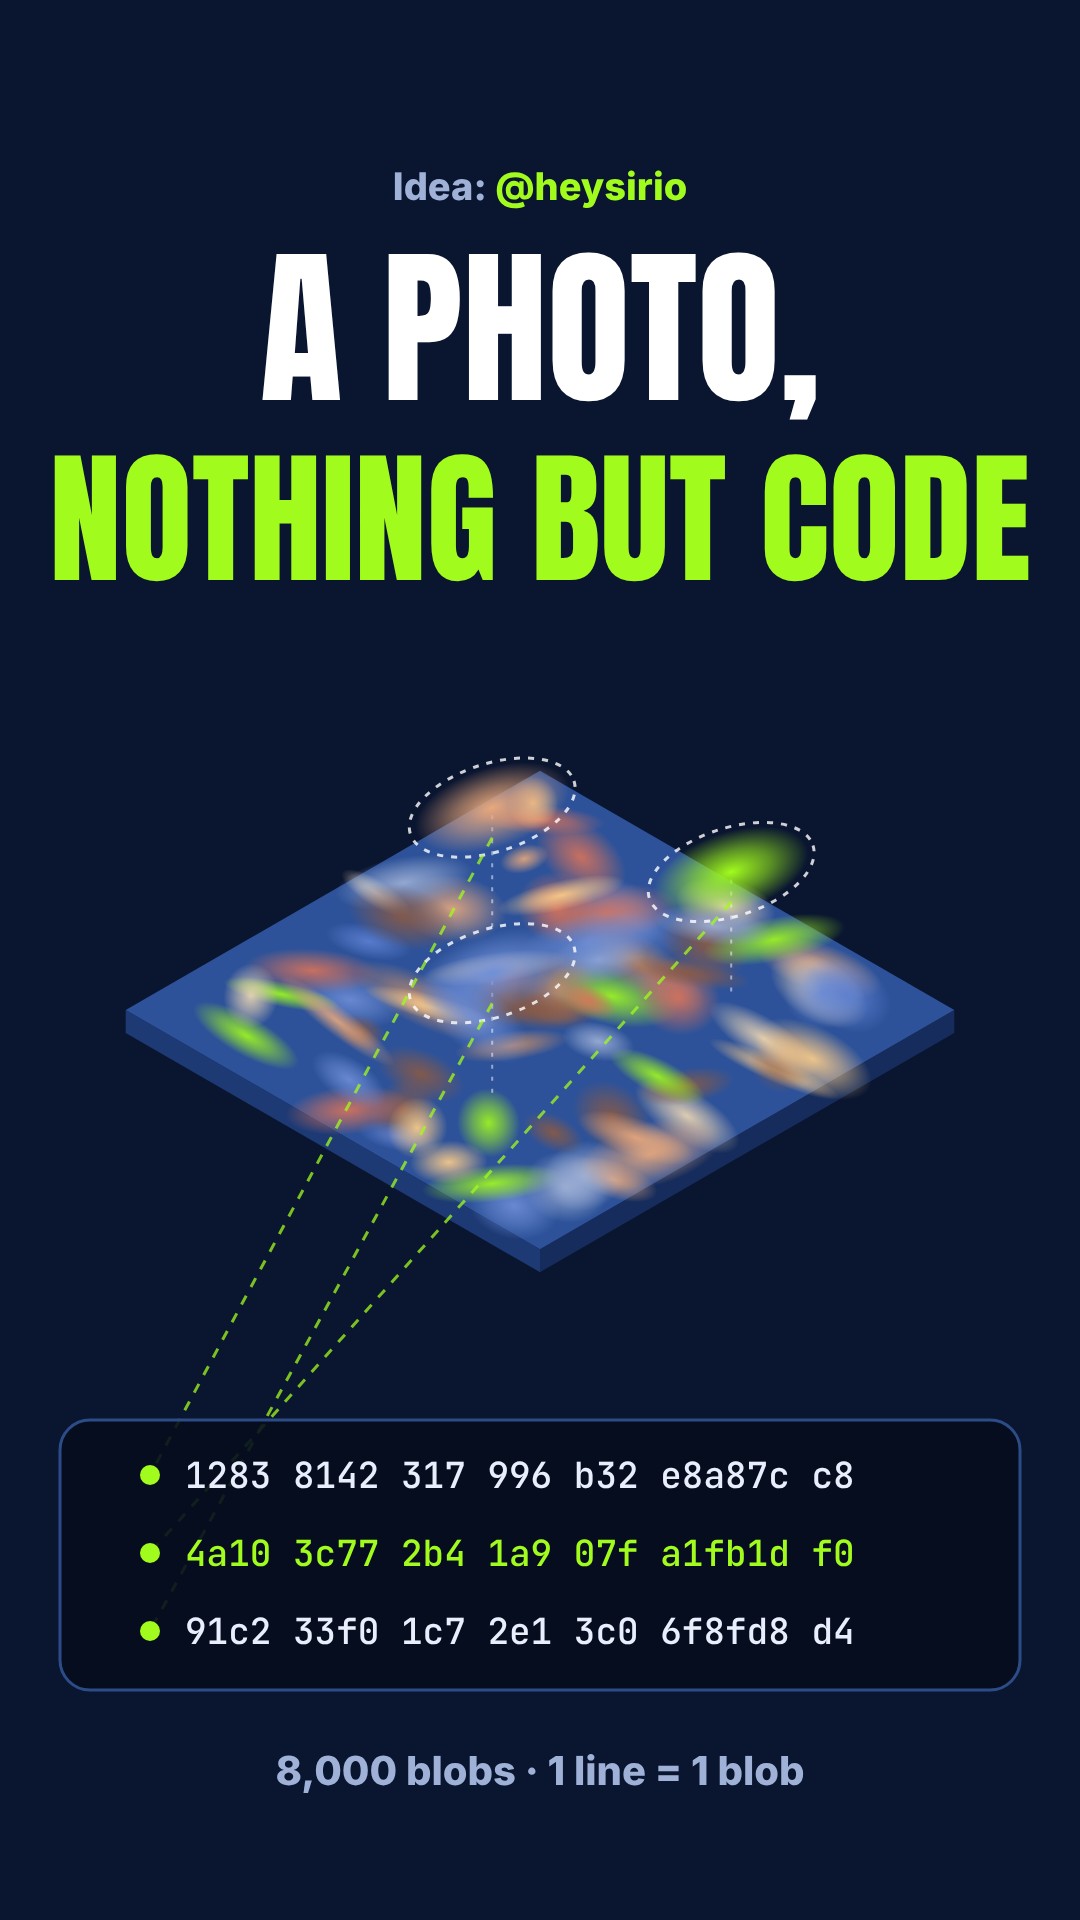 Idea: @heysirio
A PHOTO,
NOTHING BUT CODE
1283 8142 317 996 b32 e8a87c c8
4a10 3c77 2b4 1a9 07f a1fb1d f0
91c2 33f0 1c7 2e1 3c0 6f8fd8 d4
8,000 blobs · 1 line = 1 blob